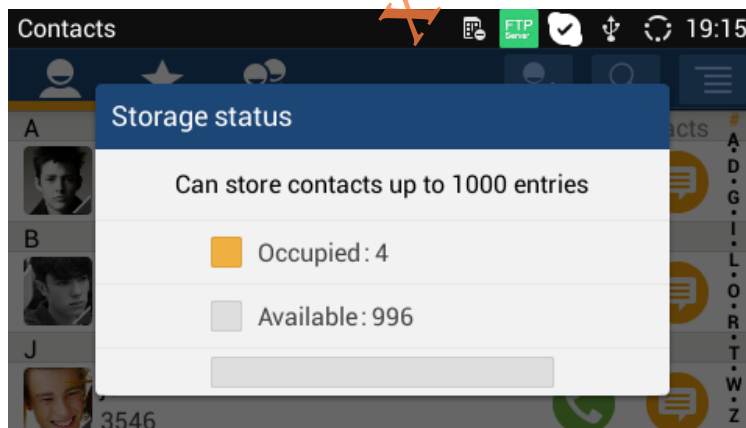 Contacts
FTP
Server
19:15
Storage status
Can store contacts up to 1000 entries
Occupied: 4
Available: 996
A
B
J
3546
acts
#
A
D
G
I
L
O
R
T
W
Z
X